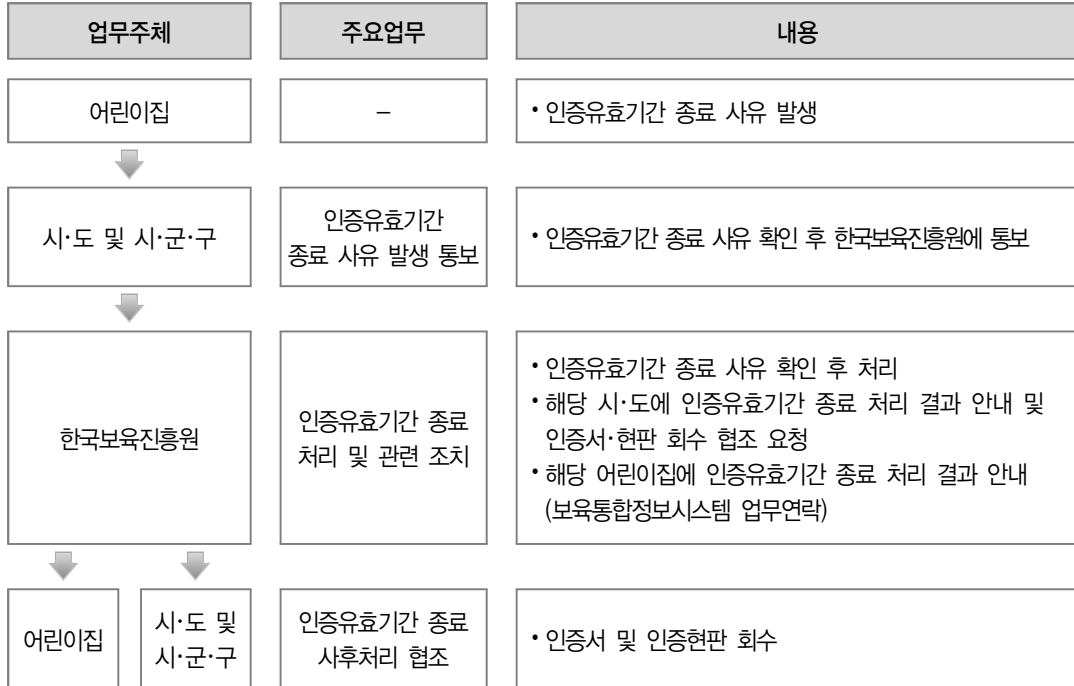 업무주체
주요업무
내용
어린이집
–
• 인증유효기간 종료 사유 발생
시·도 및 시·군·구
인증유효기간
종료 사유 발생 통보
• 인증유효기간 종료 사유 확인 후 한국보육진흥원에 통보
한국보육진흥원
인증유효기간 종료
처리 및 관련 조치
• 인증유효기간 종료 사유 확인 후 처리
• 해당 시·도에 인증유효기간 종료 처리 결과 안내 및
인증서·현판 회수 협조 요청
• 해당 어린이집에 인증유효기간 종료 처리 결과 안내
(보육통합정보시스템 업무연락)
어린이집
시·도 및
시·군·구
인증유효기간 종료
사후처리 협조
• 인증서 및 인증현판 회수